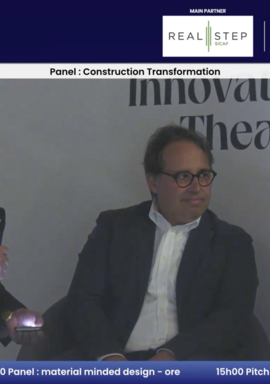 MAIN PARTNER
REAL STEP
SICAF
Panel : Construction Transformation
Innovat
Thea
0 Panel : material minded design - ore
15h00 Pitch